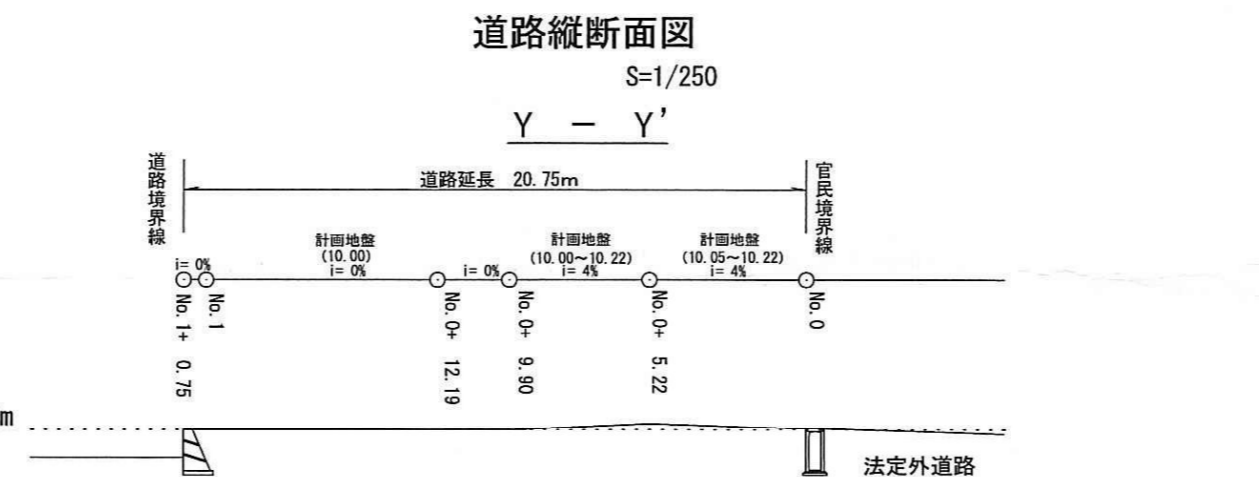 道路縦断面図
S=1/250
Y － Y’
道路境界線
道路延長 20.75m
官民境界線
i= 0%
計画地盤
(10.00)
i= 0%
i= 0%
計画地盤
(10.00～10.22)
i= 4%
計画地盤
(10.05～10.22)
i= 4%
No. 1+ 0.75
No. 1
No. 0+ 12.19
No. 0+ 9.90
No. 0+ 5.22
No. 0
m
法定外道路